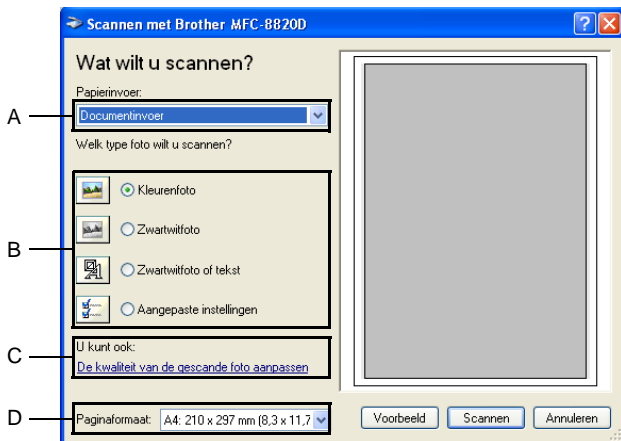 Scannen met Brother MFC-8820D
Wat wilt u scannen?
Papierinvoer:
A
Documentinvoer
Welk type foto wilt u scannen?
B
Kleurenfoto
Zwartwitfoto
Zwartwitfoto of tekst
Aangepaste instellingen
C
U kunt ook:
De kwaliteit van de gescande foto aanpassen
D
Paginaformaat: A4: 210 x 297 mm (8,3 x 11,7
Voorbeeld Scannen Annuleren